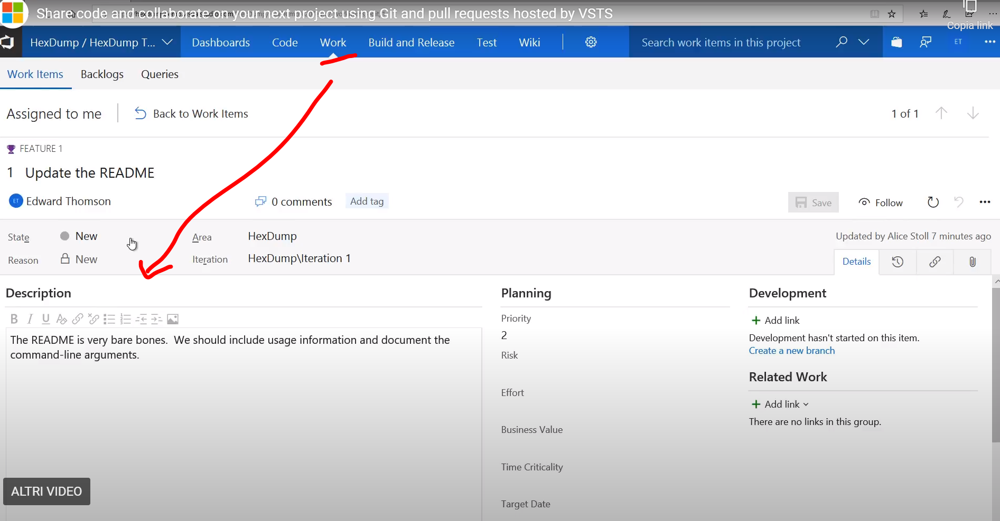 Share code and collaborate on your next project using Git and pull requests hosted by VSTS
Copia link
HexDump / HexDump T... Dashboards Code Work Build and Release Test Wiki Search work items in this project ET
Work Items Backlogs Queries
Assigned to me Back to Work Items 1 of 1
FEATURE 1
1 Update the README
ET Edward Thomson 0 comments Add tag Save Follow
State New Area HexDump Updated by Alice Stoll 7 minutes ago
Reason New Iteration HexDump\Iteration 1 Details
Description Planning Development
B I U
The README is very bare bones.  We should include usage information and document the
command-line arguments.
Priority
2
Risk
Effort
Business Value
Time Criticality
Target Date
Add link
Development hasn't started on this item.
Create a new branch
Related Work
Add link
There are no links in this group.
ALTRI VIDEO